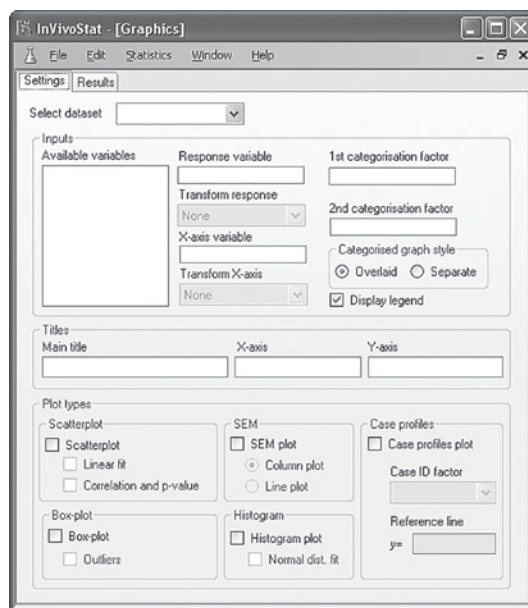 InVivoStat - [Graphics]
File Edit Statistics Window Help
Settings Results
Select dataset
Inputs
Available variables
Response variable
Transform response
None
X-axis variable
Transform X-axis
None
1st categorisation factor
2nd categorisation factor
Categorised graph style
Overlaid Separate
Display legend
Titles
Main title X-axis Y-axis
Plot types
Scatterplot
Scatterplot
Linear fit
Correlation and p-value
SEM
SEM plot
Column plot
Line plot
Case profiles
Case profiles plot
Case ID factor
Reference line
y=
Box-plot
Box-plot
Outliers
Histogram
Histogram plot
Normal dist. fit